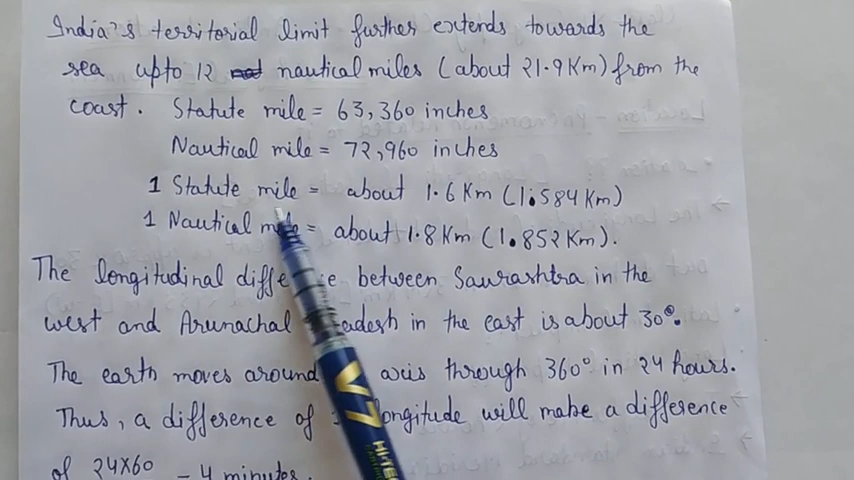 India's territorial limit further extends towards the
sea upto 12 nautical miles (about 21.9 Km) from the
coast. Statute mile = 63,360 inches
Nautical mile = 72,960 inches
1 Statute mile = about 1.6 Km (1.584 Km)
1 Nautical mile = about 1.8 Km (1.852 Km).
The longitudinal diffe e between Saurashtra in the
west and Arunachal adesh in the east is about 30°.
The earth moves around axis through 360° in 24 hours.
Thus, a difference of longitude will make a difference
of 24x60 = 4 minutes.
V7